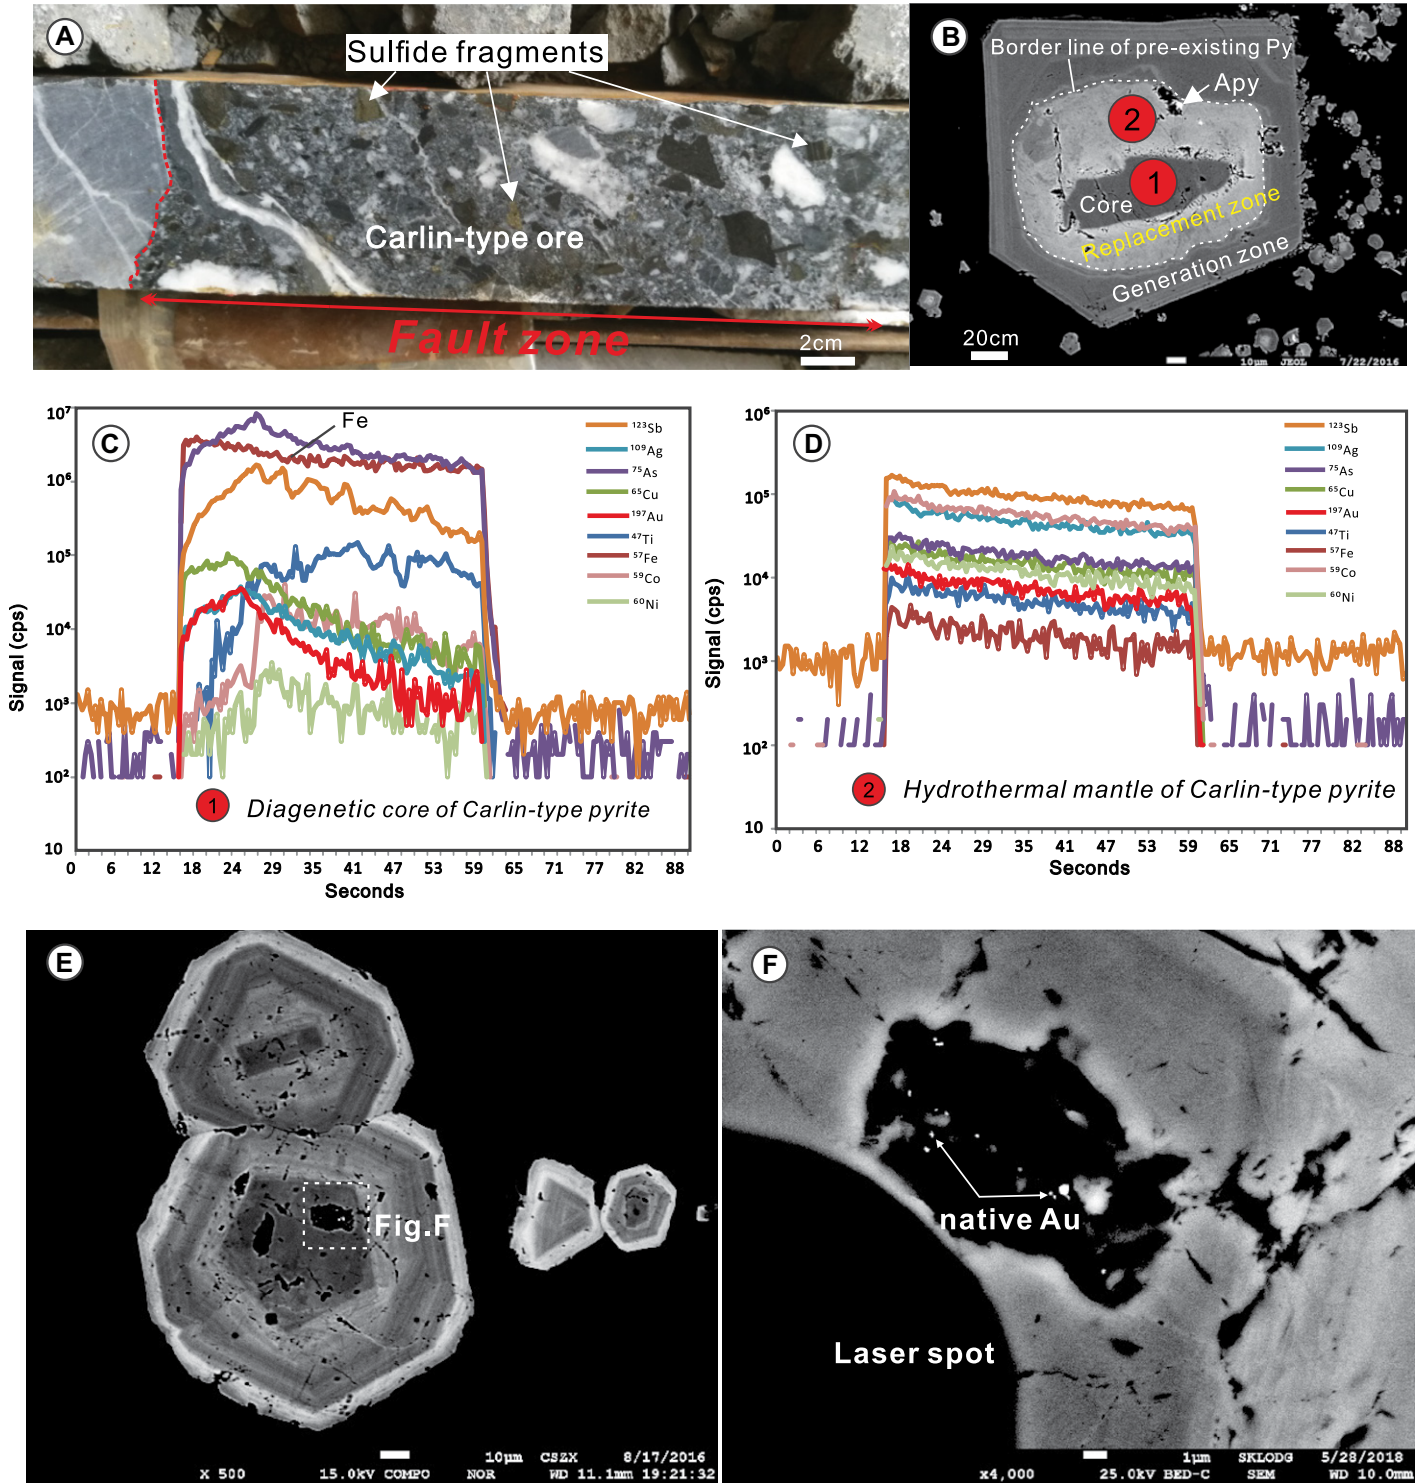 A
Sulfide fragments
Carlin-type ore
Fault zone
2cm
B
Border line of pre-existing Py
Apy
2
1
Core
Replacement zone
Generation zone
20cm
10µm JEOL 7/22/2016
C
Fe
10⁷
10⁶
10⁵
10⁴
10³
10²
10
Signal (cps)
¹²³Sb
¹⁰⁹Ag
⁷⁵As
⁶⁵Cu
¹⁹⁷Au
⁴⁷Ti
⁵⁷Fe
⁵⁹Co
⁶⁰Ni
1 Diagenetic core of Carlin-type pyrite
0 6 12 18 24 29 35 41 47 53 59 65 71 77 82 88
Seconds
D
10⁶
10⁵
10⁴
10³
10²
10
Signal (cps)
¹²³Sb
¹⁰⁹Ag
⁷⁵As
⁶⁵Cu
¹⁹⁷Au
⁴⁷Ti
⁵⁷Fe
⁵⁹Co
⁶⁰Ni
2 Hydrothermal mantle of Carlin-type pyrite
0 6 12 18 24 29 35 41 47 53 59 65 71 77 82 88
Seconds
E
Fig.F
10µm CSZX 8/17/2016
X 500 15.0kV COMPO NOR WD 11.1mm 19:21:32
F
native Au
Laser spot
1µm SKLODG 5/28/2018
x4,000 25.0kV BED-C SEM WD 10.0mm